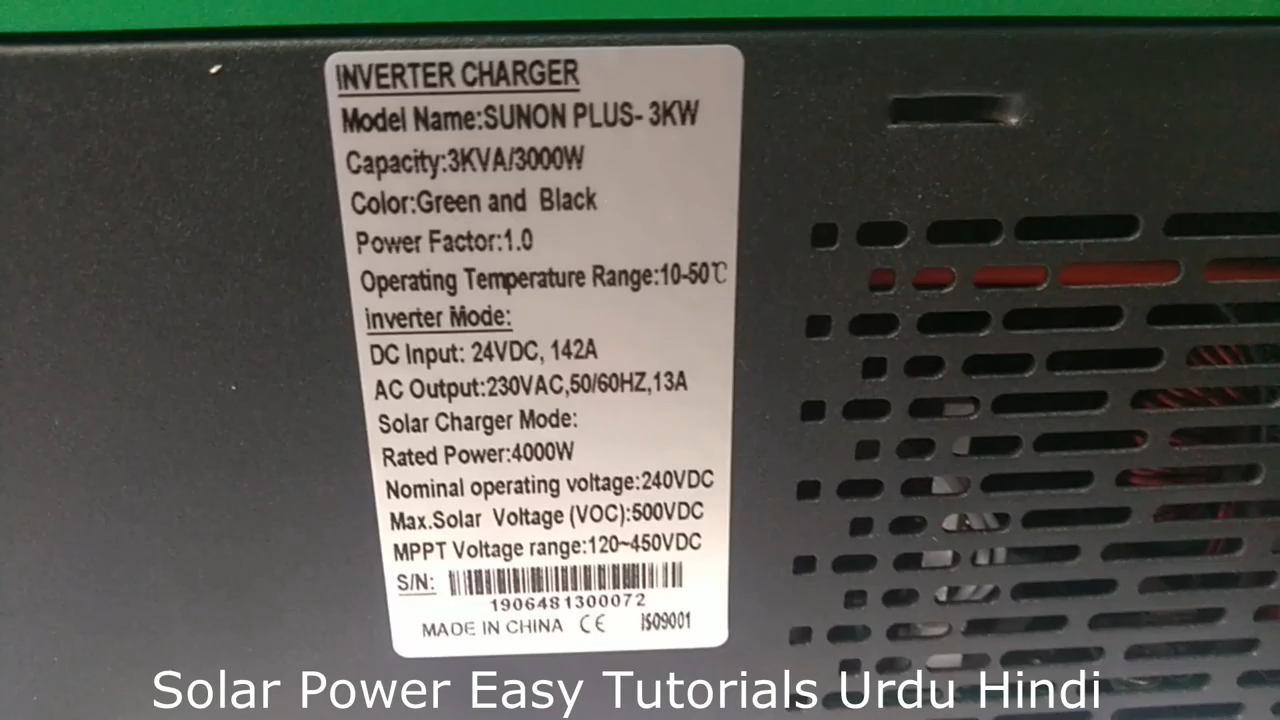 INVERTER CHARGER
Model Name:SUNON PLUS- 3KW
Capacity:3KVA/3000W
Color:Green and Black
Power Factor:1.0
Operating Temperature Range:10-50℃
inverter Mode:
DC Input: 24VDC, 142A
AC Output:230VAC,50/60HZ,13A
Solar Charger Mode:
Rated Power:4000W
Nominal operating voltage:240VDC
Max.Solar Voltage (VOC):500VDC
MPPT Voltage range:120~450VDC
S/N:
1906481300072
MADE IN CHINA CE ISO9001
Solar Power Easy Tutorials Urdu Hindi